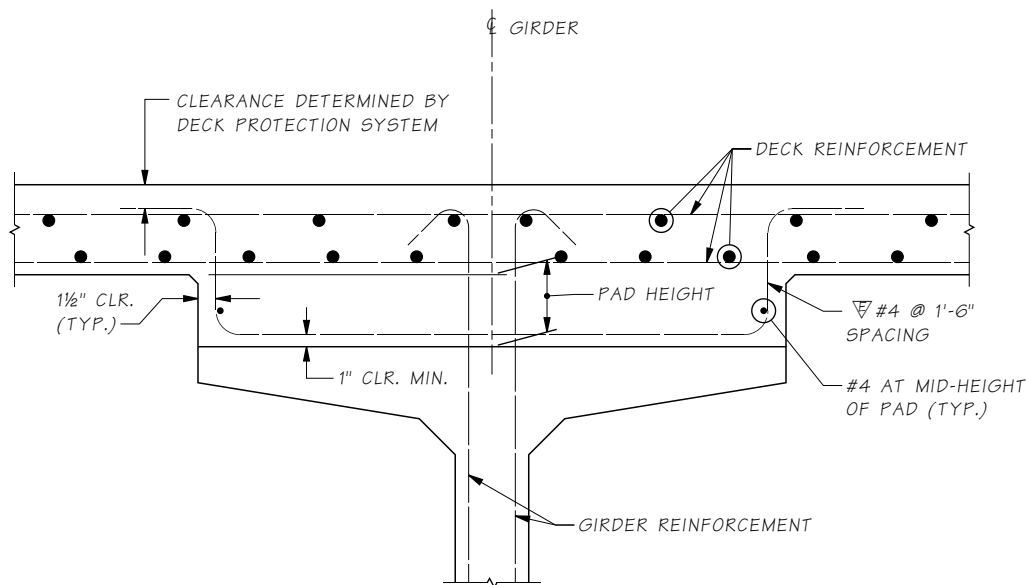 ℄ GIRDER
CLEARANCE DETERMINED BY
DECK PROTECTION SYSTEM
DECK REINFORCEMENT
1½" CLR.
(TYP.)
PAD HEIGHT
E #4 @ 1'-6"
SPACING
1" CLR. MIN.
#4 AT MID-HEIGHT
OF PAD (TYP.)
GIRDER REINFORCEMENT